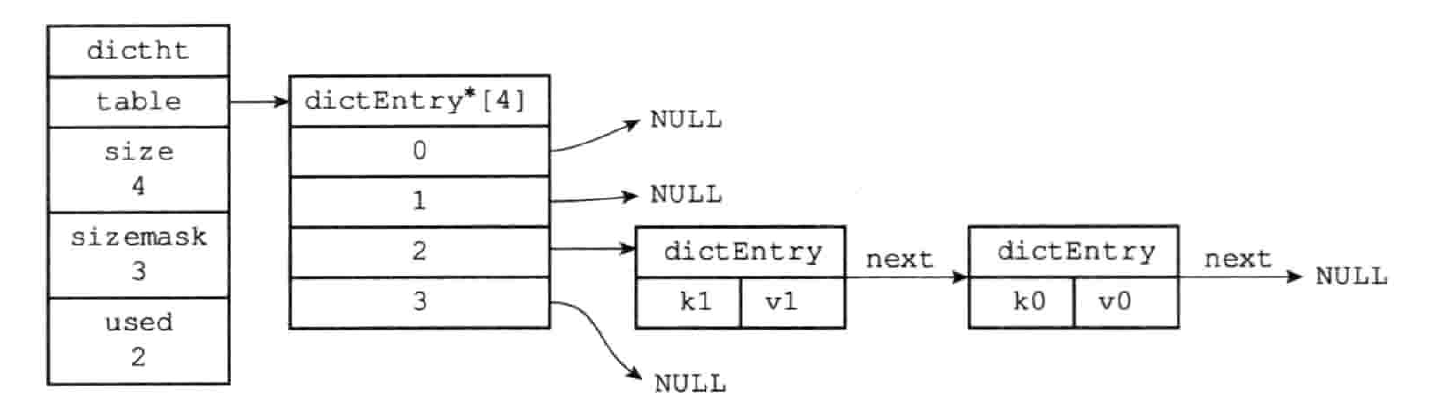 dictht
table
size
4
sizemask
3
used
2
dictEntry*[4]
0
1
2
3
NULL
NULL
dictEntry
k1 v1
next
dictEntry
k0 v0
next
NULL
NULL